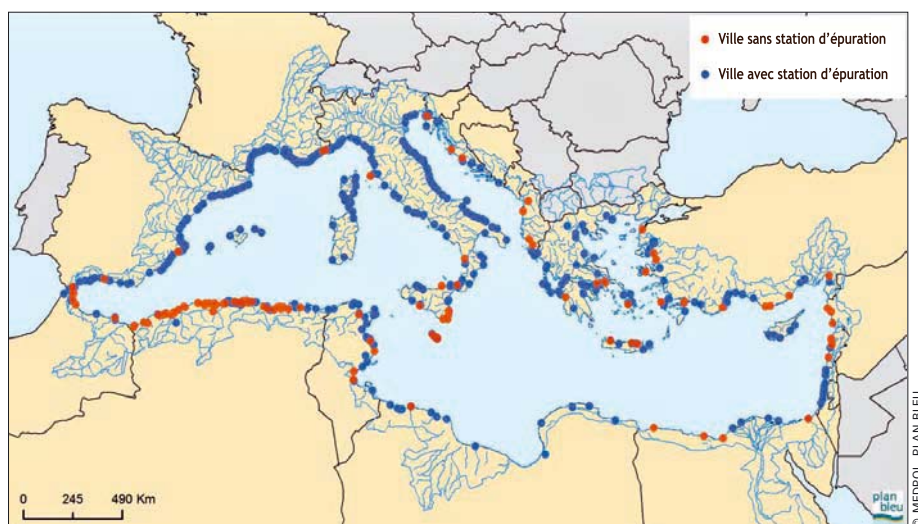 Ville sans station d'épuration
Ville avec station d'épuration
0 245 490 Km
plan
bleu
© MEDPOL, PLAN BLEU